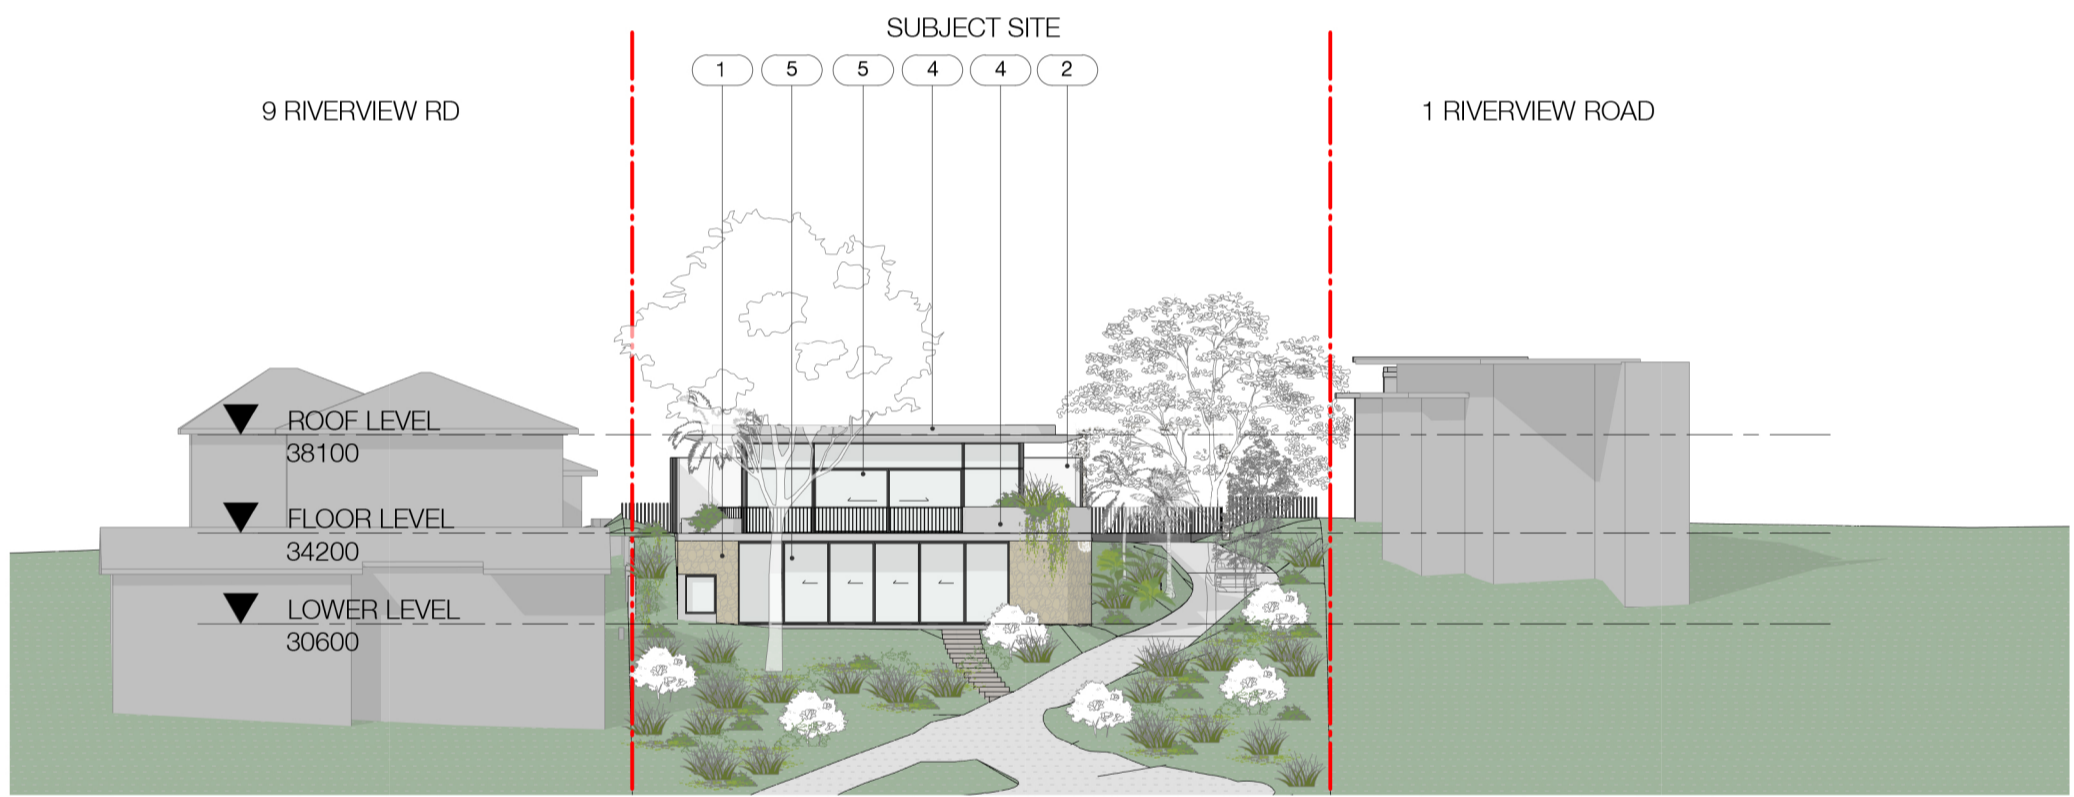 SUBJECT SITE
1 5 5 4 4 2
9 RIVERVIEW RD
1 RIVERVIEW ROAD
ROOF LEVEL
38100
FLOOR LEVEL
34200
LOWER LEVEL
30600